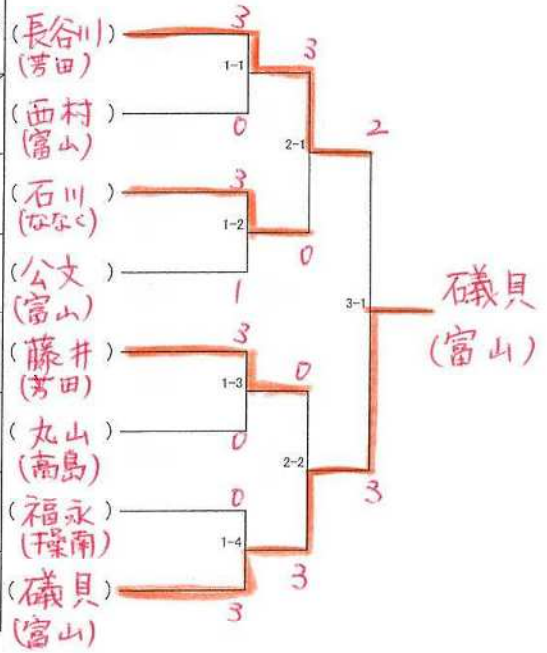 (長谷川)
(芳田)
3
1-1
3
(西村)
(富山)
0
2-1
2
(石川)
(ななく)
3
1-2
0
(公文)
(富山)
1
3-1
礒貝
(富山)
(藤井)
(芳田)
3
1-3
0
(丸山)
(高島)
0
2-2
3
(福永)
(操南)
0
1-4
3
(礒貝)
(富山)
3